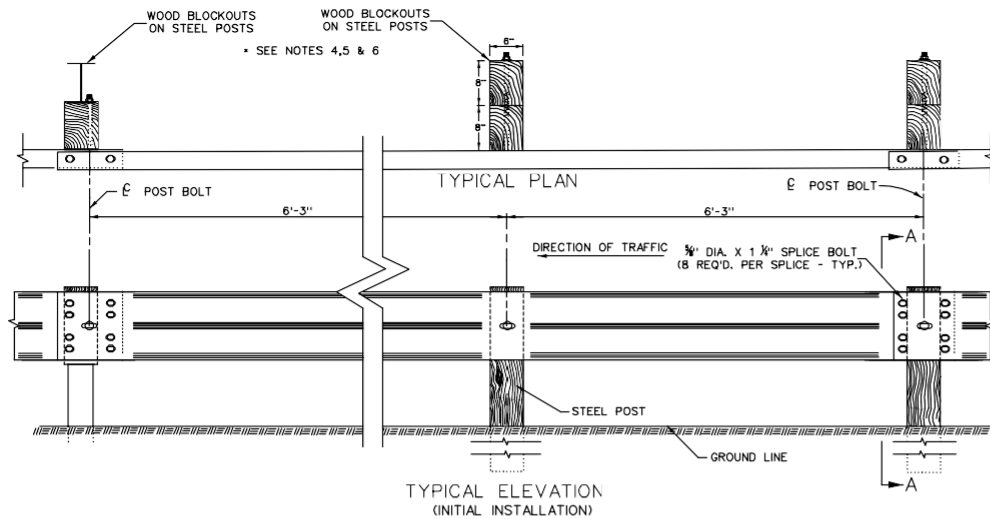 WOOD BLOCKOUTS
ON STEEL POSTS
WOOD BLOCKOUTS
ON STEEL POSTS
* SEE NOTES 4,5 & 6
6"
8"
8"
TYPICAL PLAN
℄ POST BOLT
℄ POST BOLT
6'-3"
6'-3"
A
DIRECTION OF TRAFFIC
⅝" DIA. X 1 ¼" SPLICE BOLT
(8 REQ'D. PER SPLICE - TYP.)
STEEL POST
GROUND LINE
A
TYPICAL ELEVATION
(INITIAL INSTALLATION)